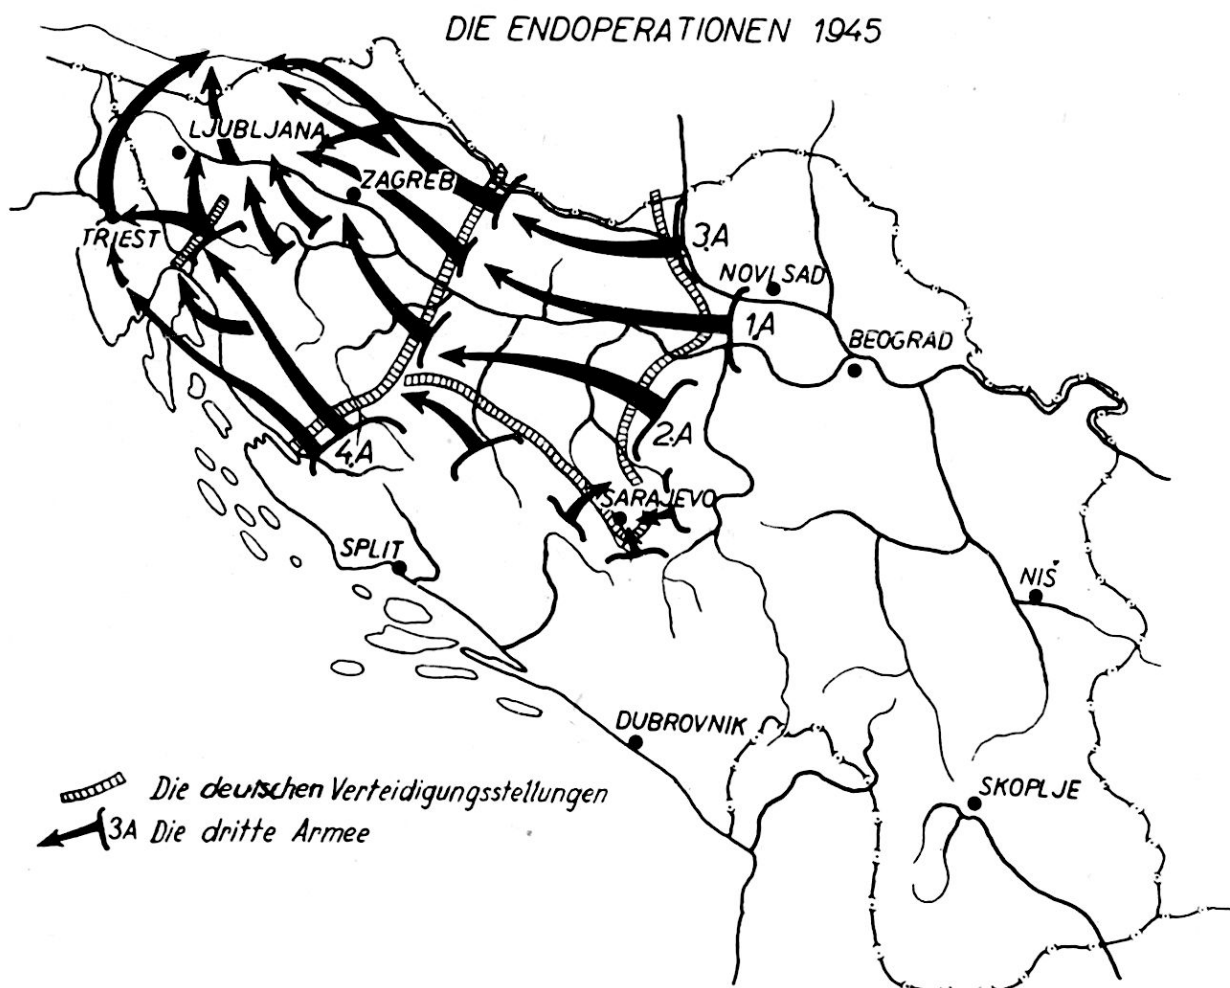 DIE ENDOPERATIONEN 1945
LJUBLJANA
ZAGREB
TRIEST
3.A
NOVI SAD
1.A
BEOGRAD
2.A
4.A
SARAJEVO
SPLIT
NIŠ
DUBROVNIK
SKOPLJE
Die deutschen Verteidigungsstellungen
3A Die dritte Armee